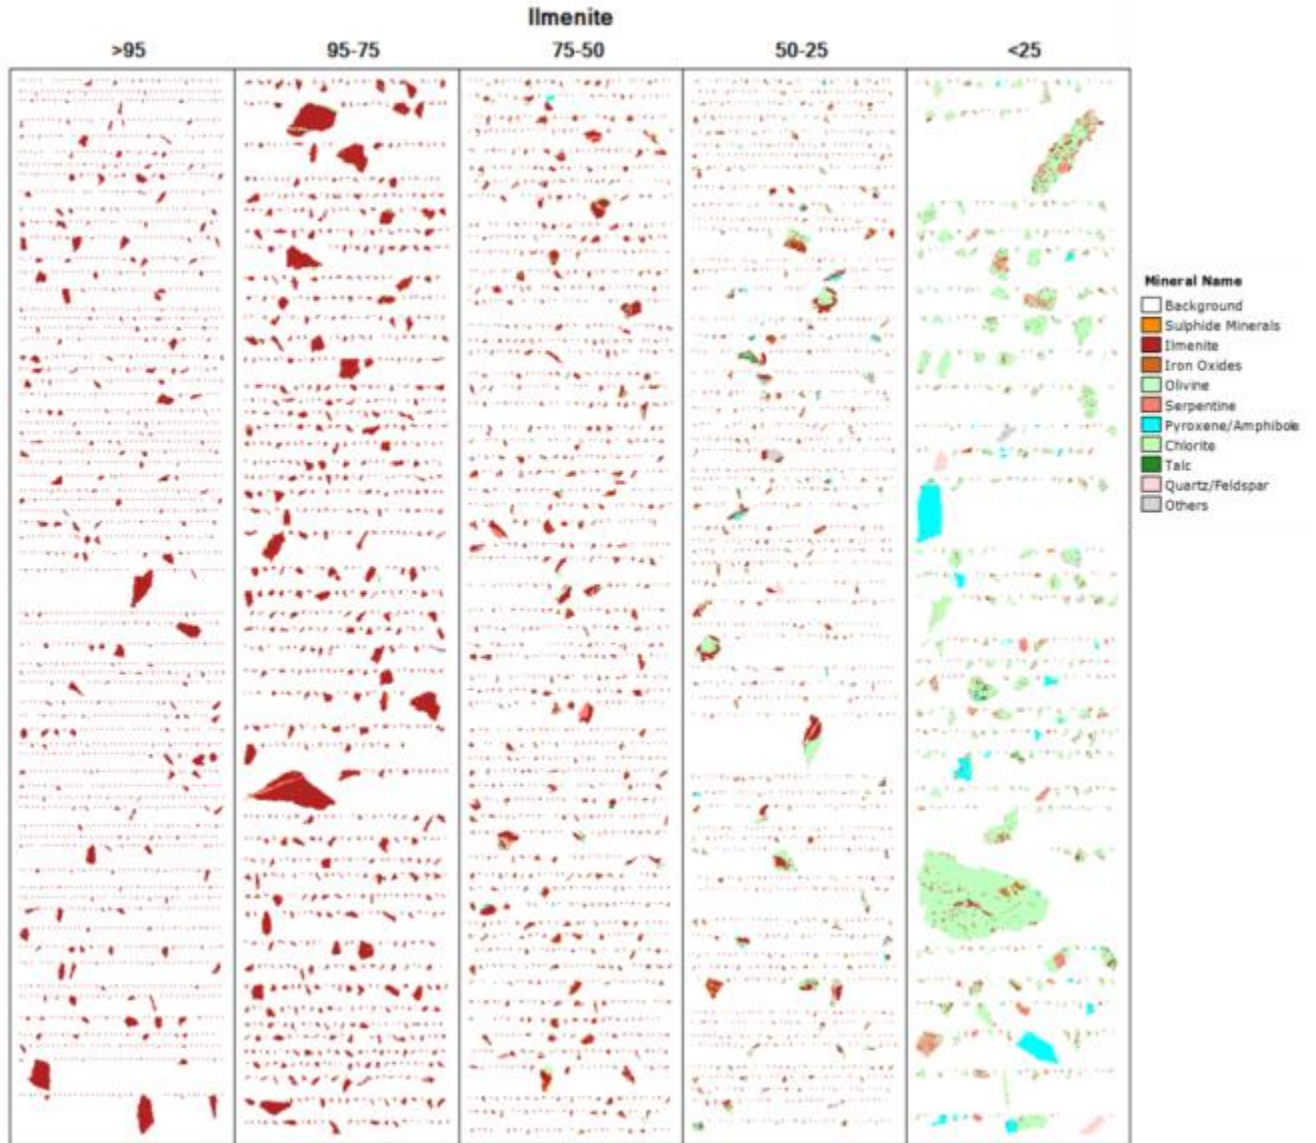 Ilmenite
>95 95-75 75-50 50-25 <25
Mineral Name
Background
Sulphide Minerals
Ilmenite
Iron Oxides
Olivine
Serpentine
Pyroxene/Amphibole
Chlorite
Talc
Quartz/Feldspar
Others